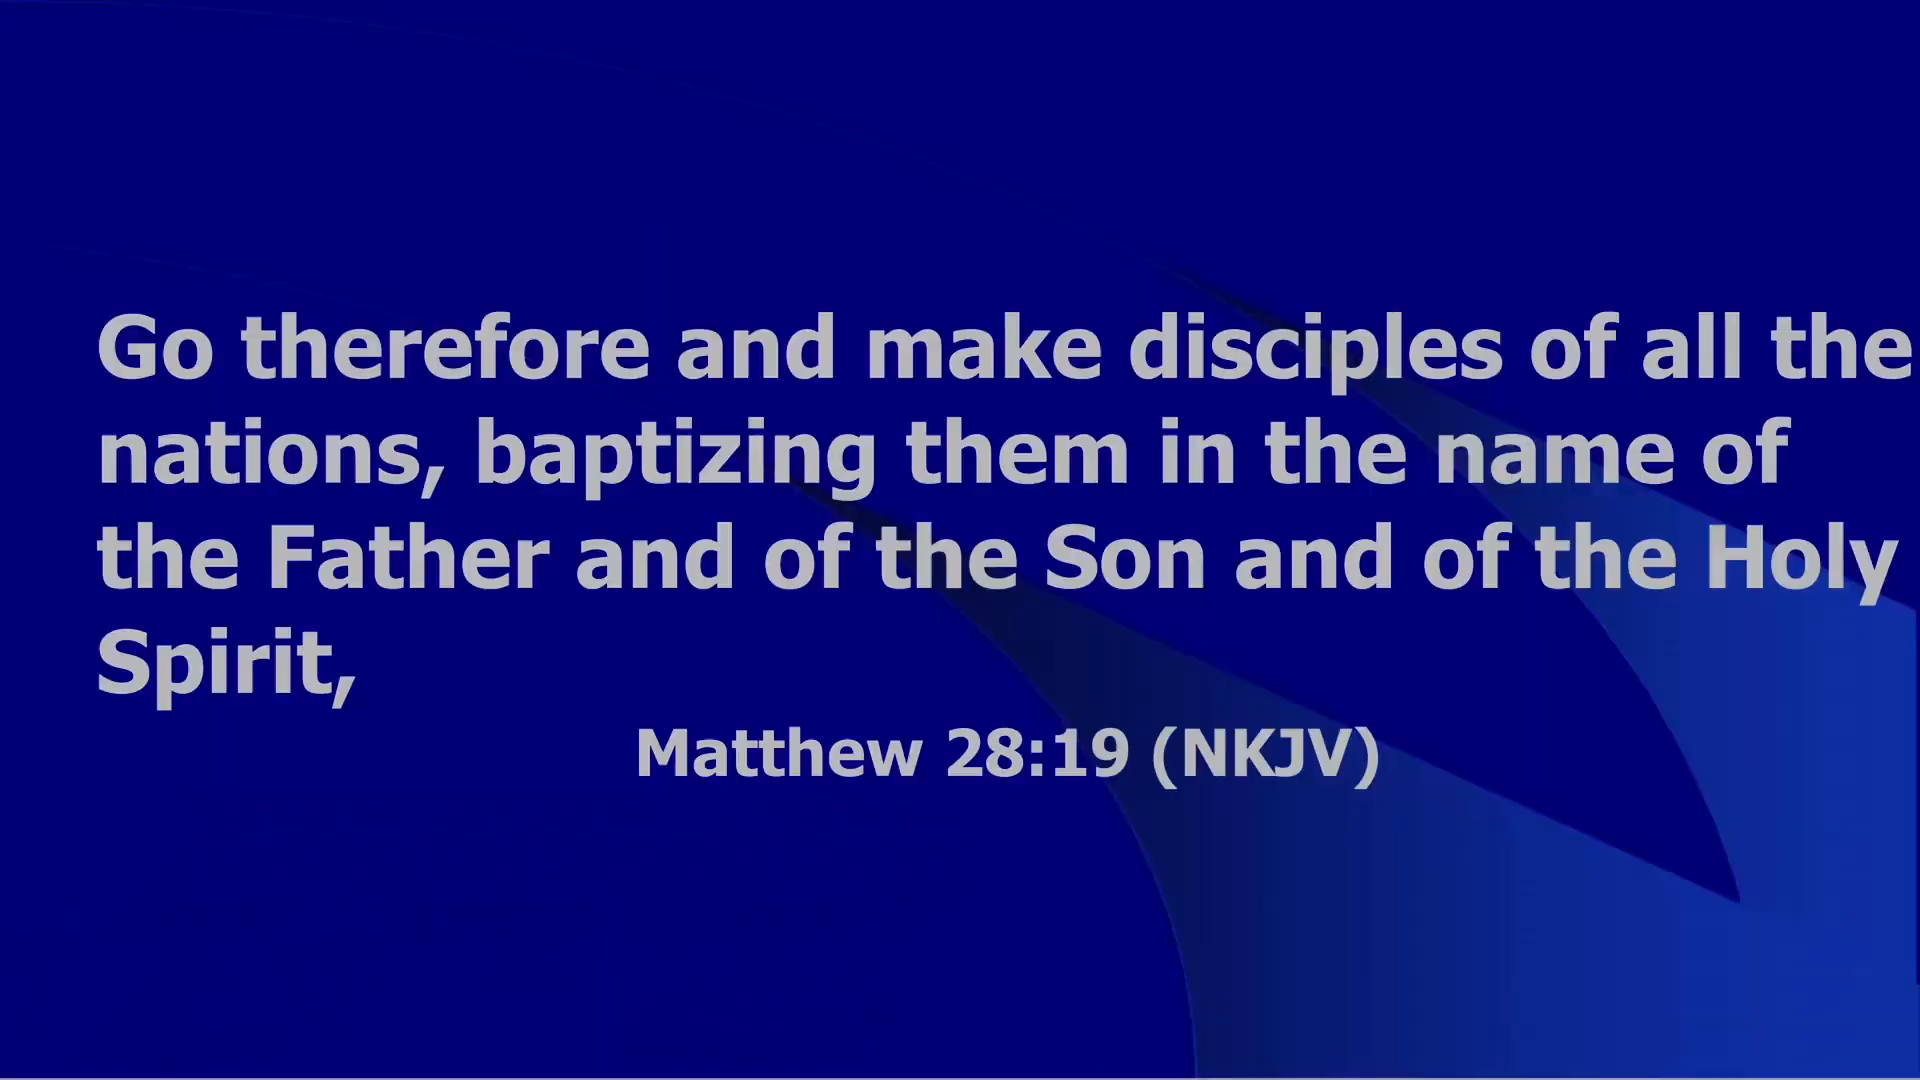 Go therefore and make disciples of all the
nations, baptizing them in the name of
the Father and of the Son and of the Holy
Spirit,
Matthew 28:19 (NKJV)